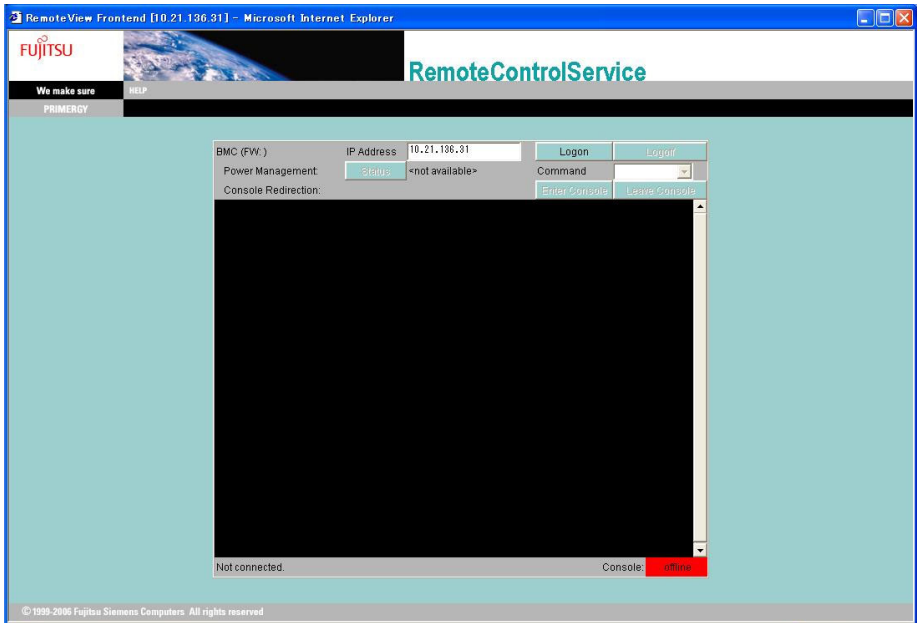 RemoteView Frontend [10.21.136.31] - Microsoft Internet Explorer
FUJITSU
RemoteControlService
We make sure
HELP
PRIMERGY
BMC (FW: ) IP Address 10.21.136.31 Logon Logoff
Power Management: Status <not available> Command
Console Redirection: Enter Console Leave Console
Not connected. Console: offline
© 1999-2006 Fujitsu Siemens Computers All rights reserved